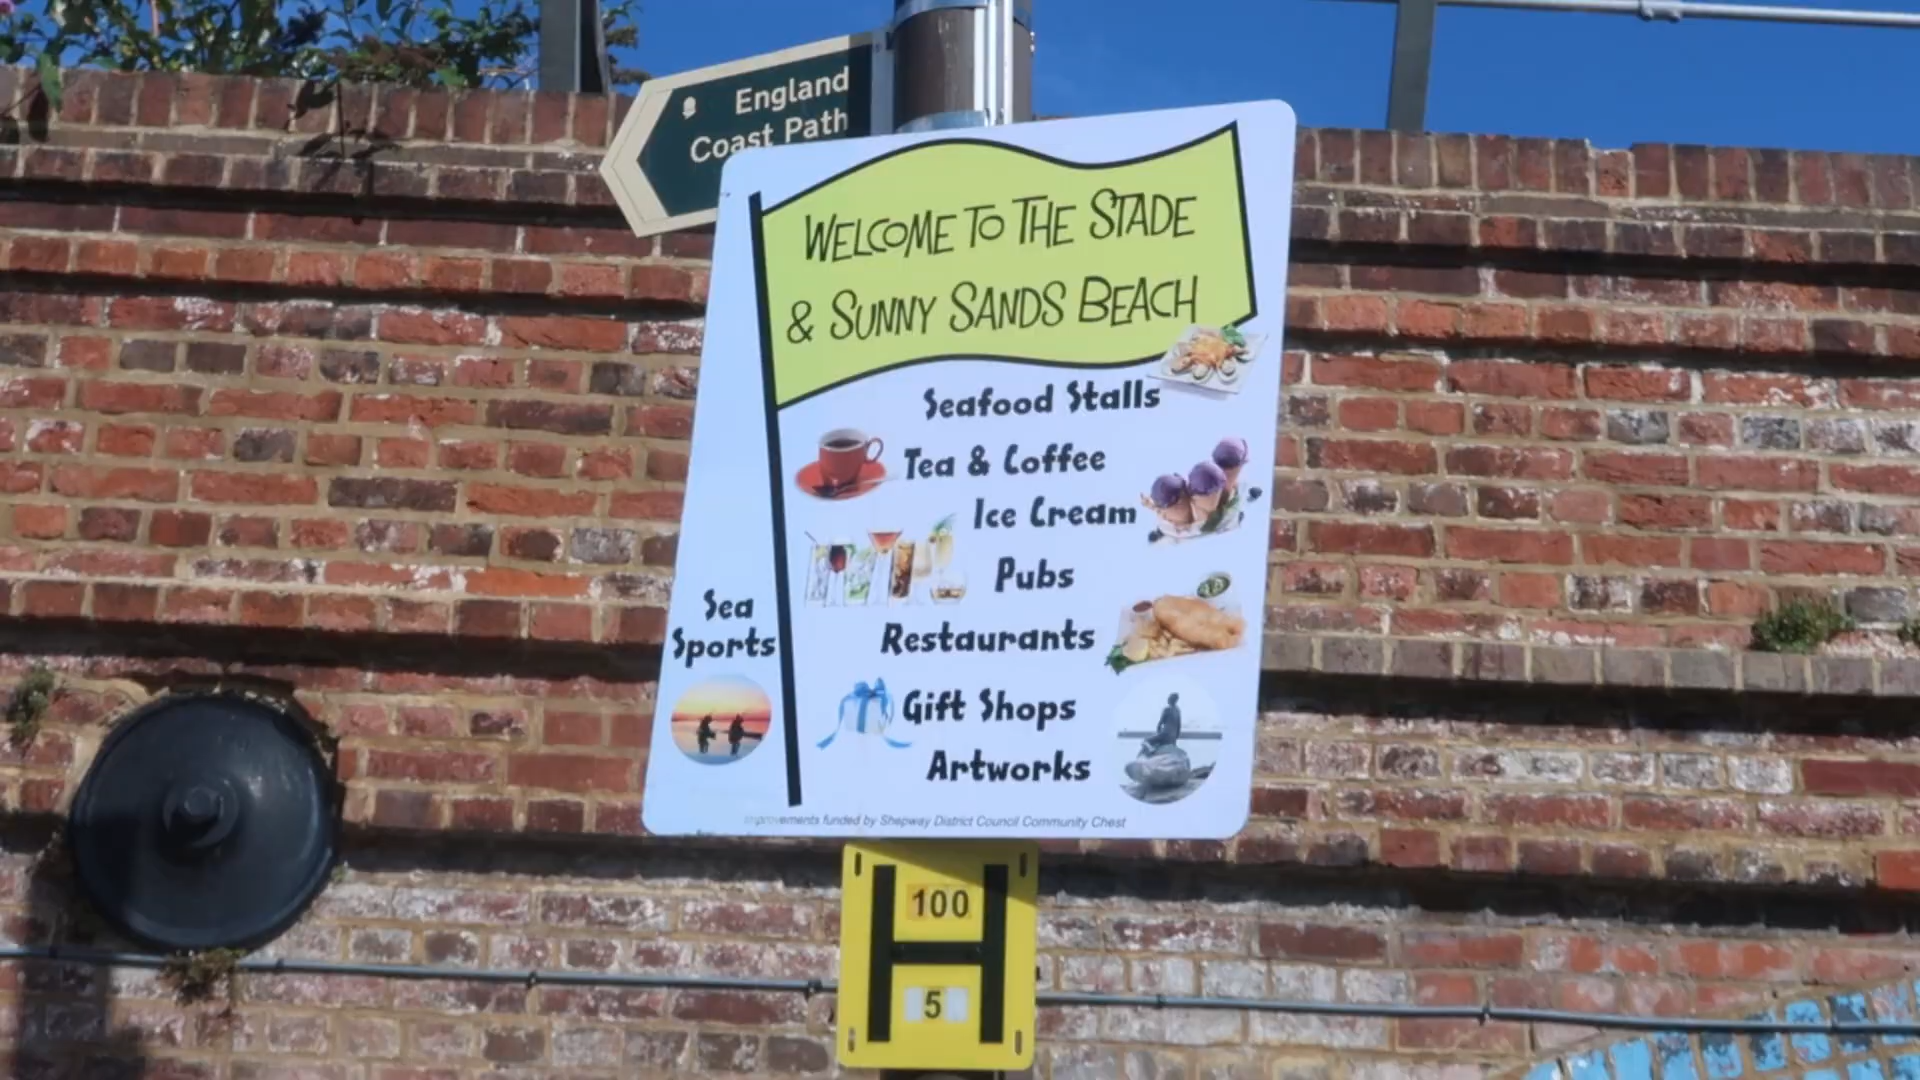 England
Coast Path
WELCOME TO THE STADE
& SUNNY SANDS BEACH
Seafood Stalls
Tea & Coffee
Ice Cream
Pubs
Sea
Sports
Restaurants
Gift Shops
Artworks
improvements funded by Shepway District Council Community Chest
H
100
5